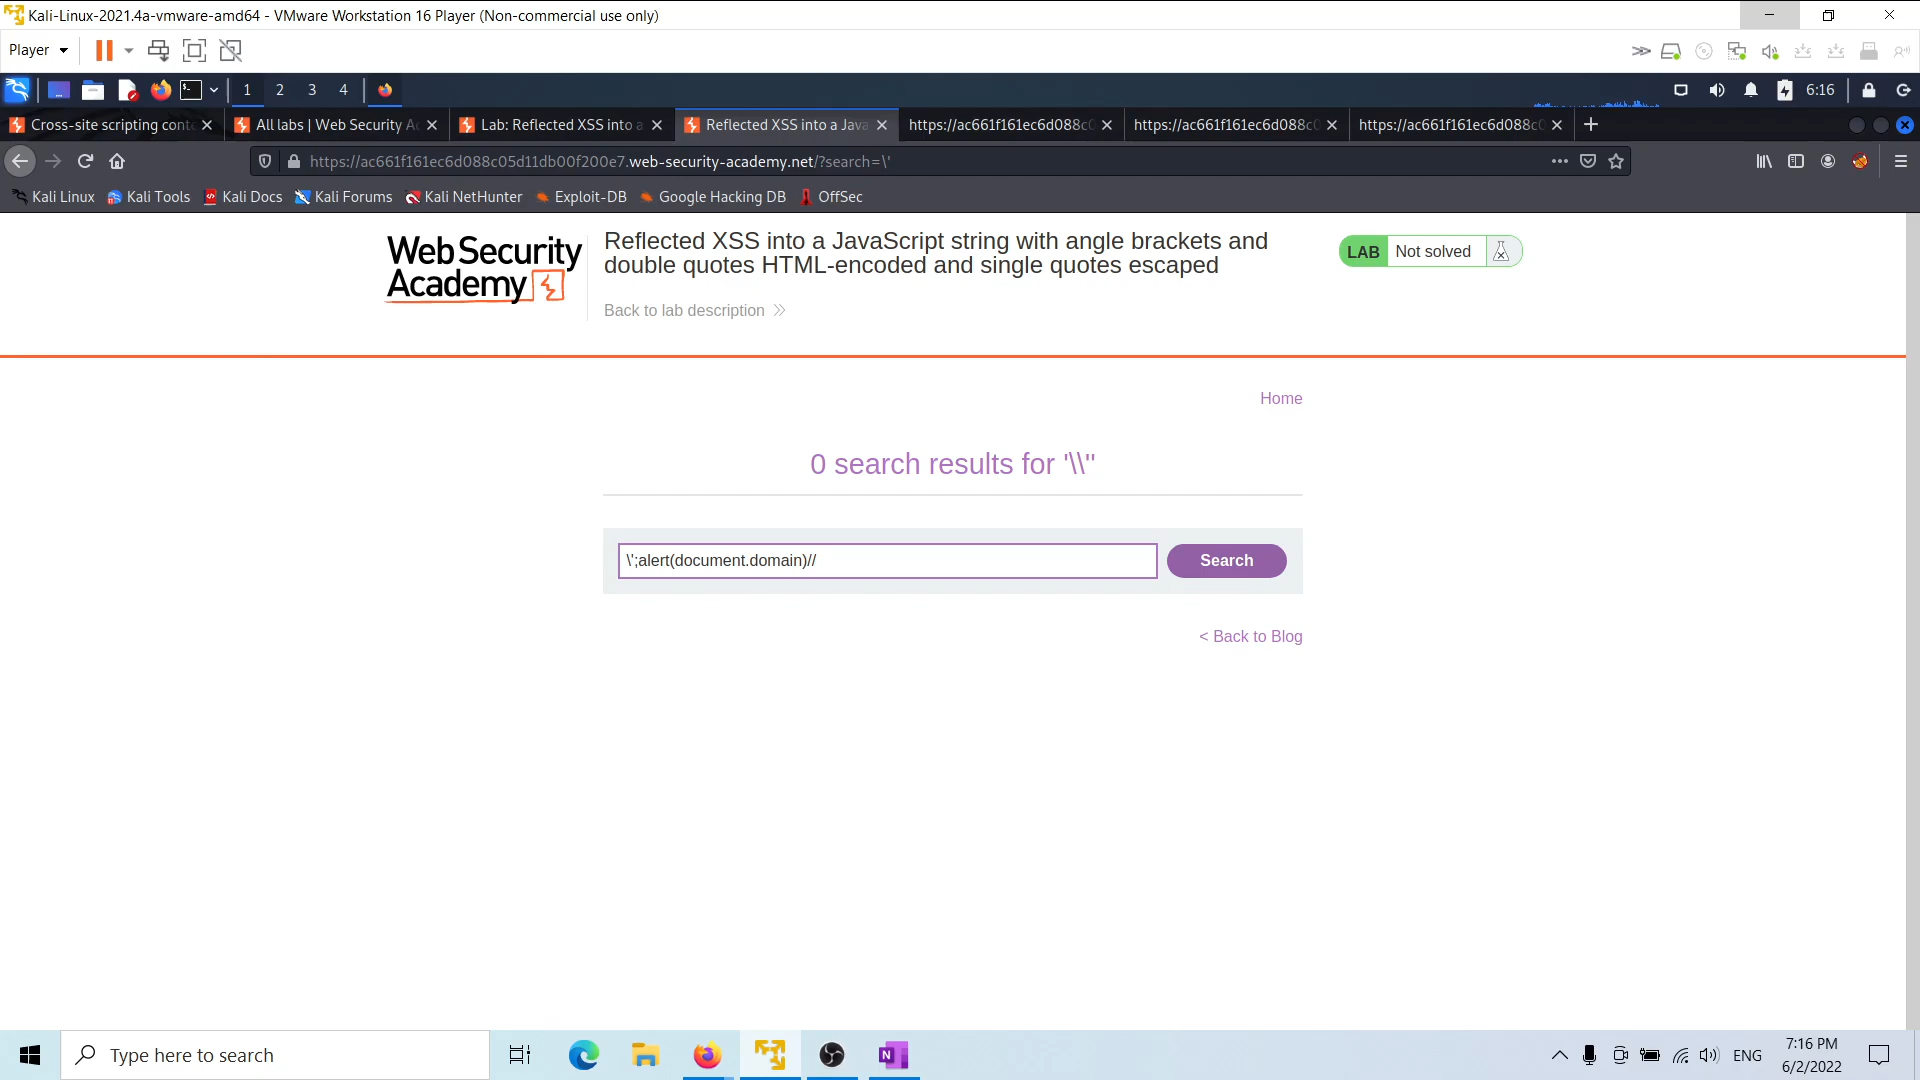 Kali-Linux-2021.4a-vmware-amd64 - VMware Workstation 16 Player (Non-commercial use only)
Player
1 2 3 4 6:16
Cross-site scripting cont All labs | Web Security Ac Lab: Reflected XSS into a Reflected XSS into a Java https://ac661f161ec6d088c0 https://ac661f161ec6d088c0 https://ac661f161ec6d088c0
https://ac661f161ec6d088c05d11db00f200e7.web-security-academy.net/?search=\'
Kali Linux Kali Tools Kali Docs Kali Forums Kali NetHunter Exploit-DB Google Hacking DB OffSec
Web Security
Academy
Reflected XSS into a JavaScript string with angle brackets and
double quotes HTML-encoded and single quotes escaped
Back to lab description
LAB Not solved
Home
0 search results for '\\''
\';alert(document.domain)//
Search
< Back to Blog
Type here to search
ENG
7:16 PM
6/2/2022